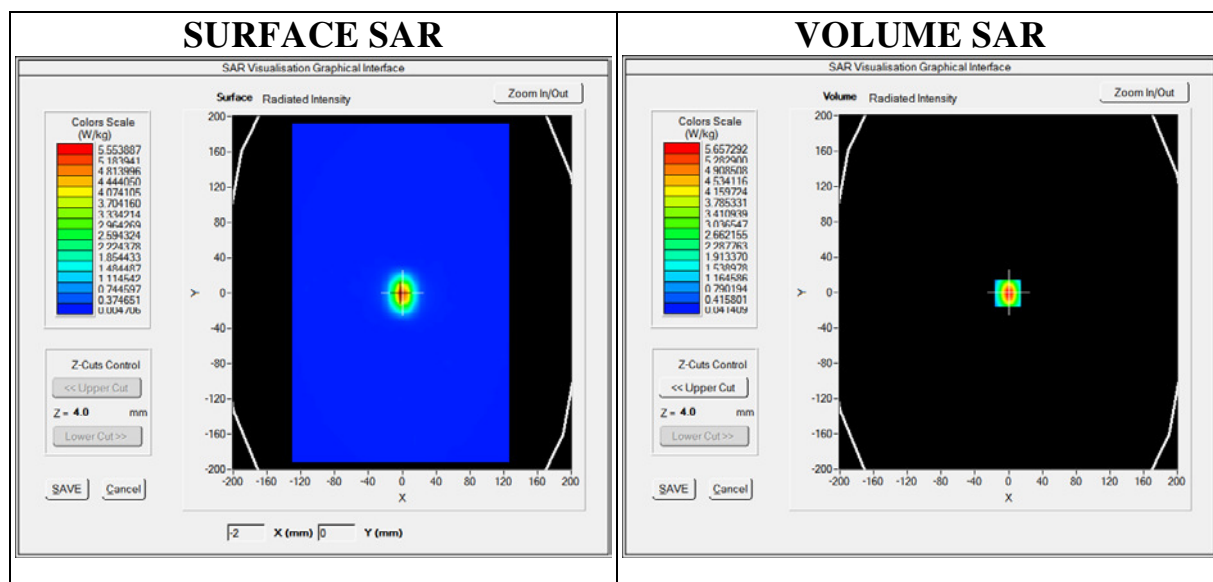 SURFACE SAR
SAR Visualisation Graphical Interface
Surface Radiated Intensity
Zoom In/Out
Colors Scale
(W/kg)
5.553887
5.183941
4.813996
4.444050
4.074105
3.704160
3.334214
2.964269
2.594324
2.224378
1.854433
1.484487
1.114542
0.744597
0.374651
0.004706
Z-Cuts Control
<< Upper Cut
Z = 4.0 mm
Lower Cut >>
SAVE Cancel
200
160
120
80
40
0
-40
-80
-120
-160
-200
Y
-200 -160 -120 -80 -40 0 40 80 120 160 200
X
-2 X (mm) 0 Y (mm)
VOLUME SAR
SAR Visualisation Graphical Interface
Volume Radiated Intensity
Zoom In/Out
Colors Scale
(W/kg)
5.657292
5.282900
4.908508
4.534116
4.159724
3.785331
3.410939
3.036547
2.662155
2.287763
1.913370
1.538978
1.164586
0.790194
0.415801
0.041409
Z-Cuts Control
<< Upper Cut
Z = 4.0 mm
Lower Cut >>
SAVE Cancel
200
160
120
80
40
0
-40
-80
-120
-160
-200
Y
-200 -160 -120 -80 -40 0 40 80 120 160 200
X